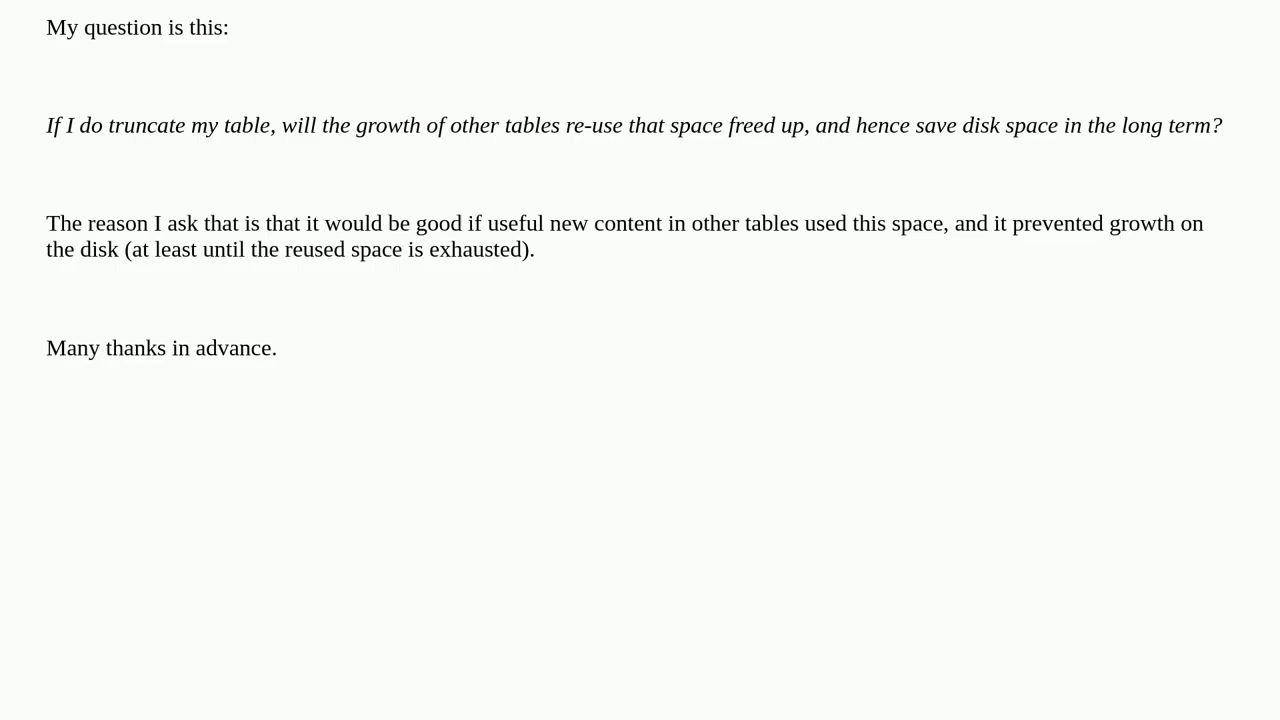 My question is this:
If I do truncate my table, will the growth of other tables re-use that space freed up, and hence save disk space in the long term?
The reason I ask that is that it would be good if useful new content in other tables used this space, and it prevented growth on
the disk (at least until the reused space is exhausted).
Many thanks in advance.